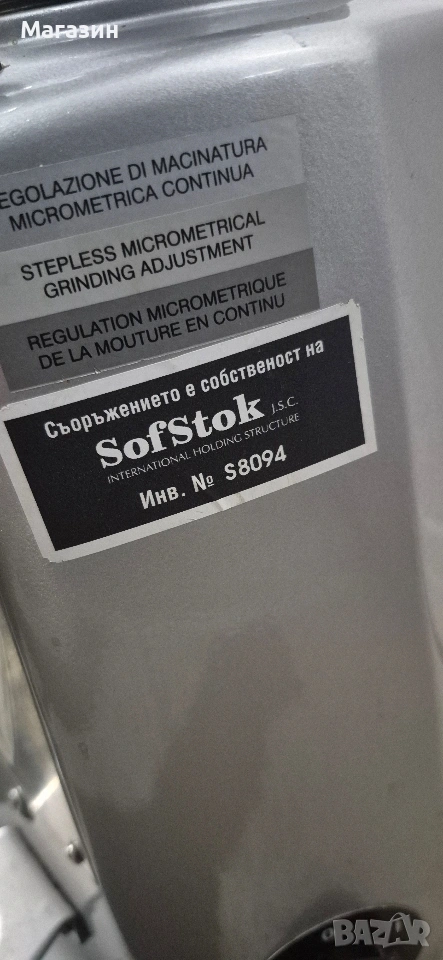 Магазин
EGOLAZIONE DI MACINATURA
MICROMETRICA CONTINUA
STEPLESS MICROMETRICAL
GRINDING ADJUSTMENT
REGULATION MICROMETRIQUE
DE LA MOUTURE EN CONTINU
Съоръжението е собственост на
SofStok J.S.C.
INTERNATIONAL HOLDING STRUCTURE
Инв. № S8094
BAZAR